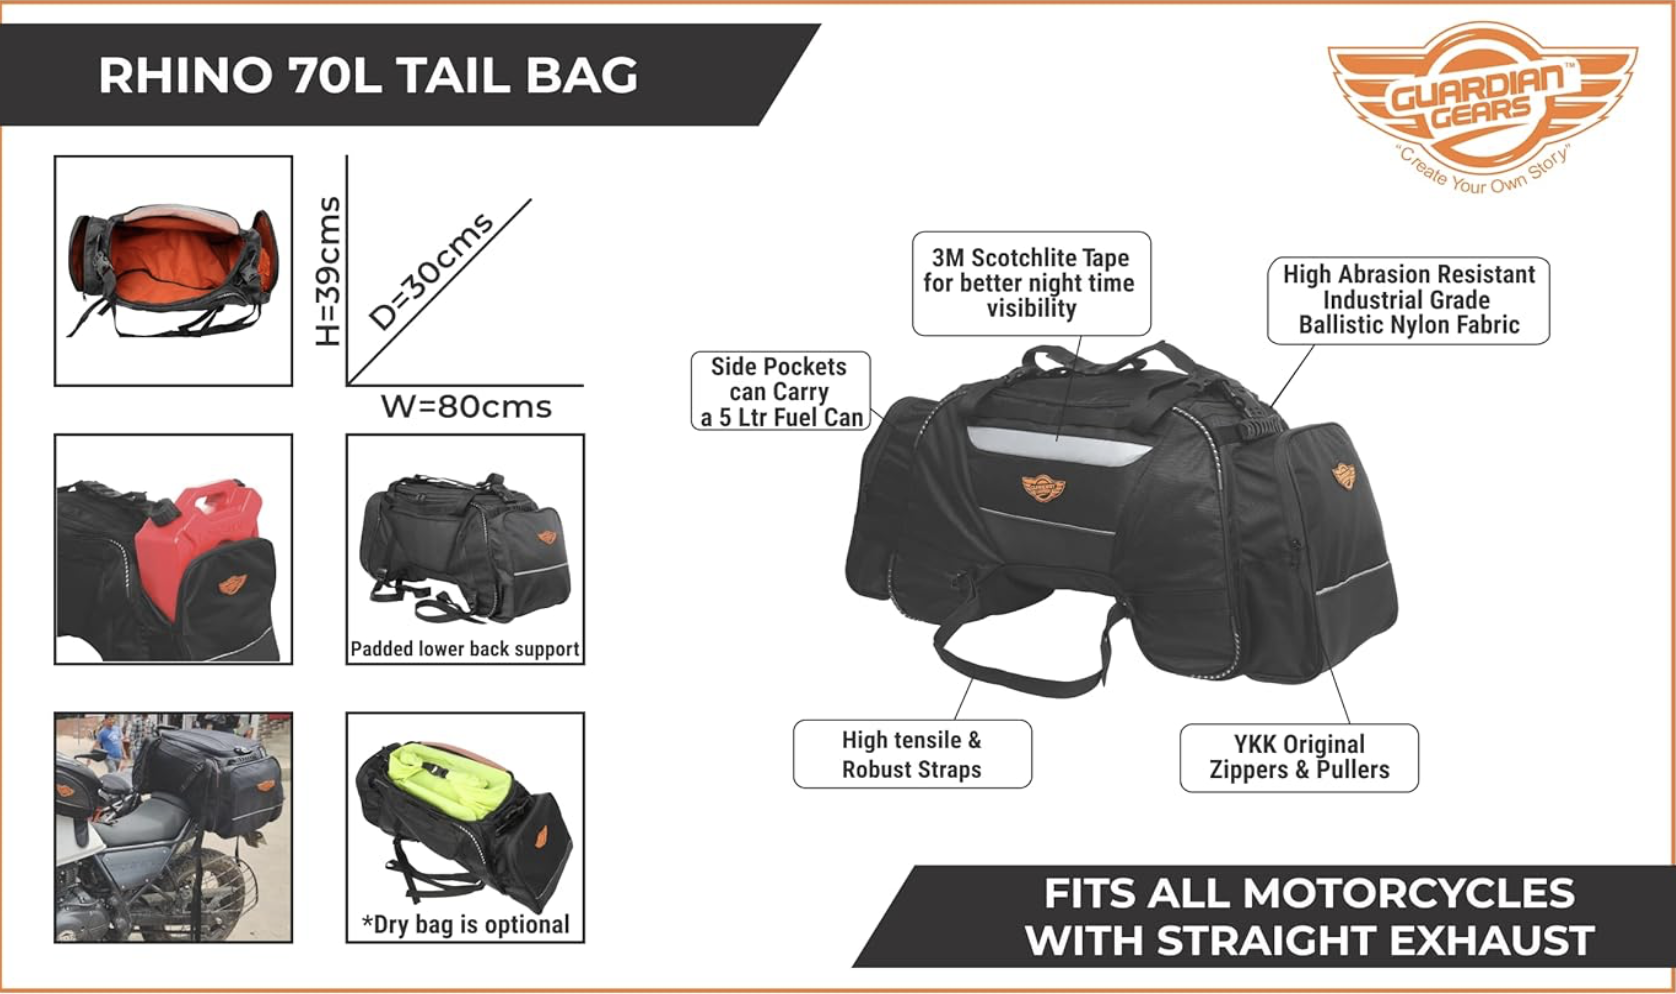 RHINO 70L TAIL BAG
GUARDIAN™
GEARS
"Create Your Own Story"
H=39cms
D=30cms
W=80cms
3M Scotchlite Tape
for better night time
visibility
High Abrasion Resistant
Industrial Grade
Ballistic Nylon Fabric
Side Pockets
can Carry
a 5 Ltr Fuel Can
Padded lower back support
High tensile &
Robust Straps
YKK Original
Zippers & Pullers
*Dry bag is optional
FITS ALL MOTORCYCLES
WITH STRAIGHT EXHAUST